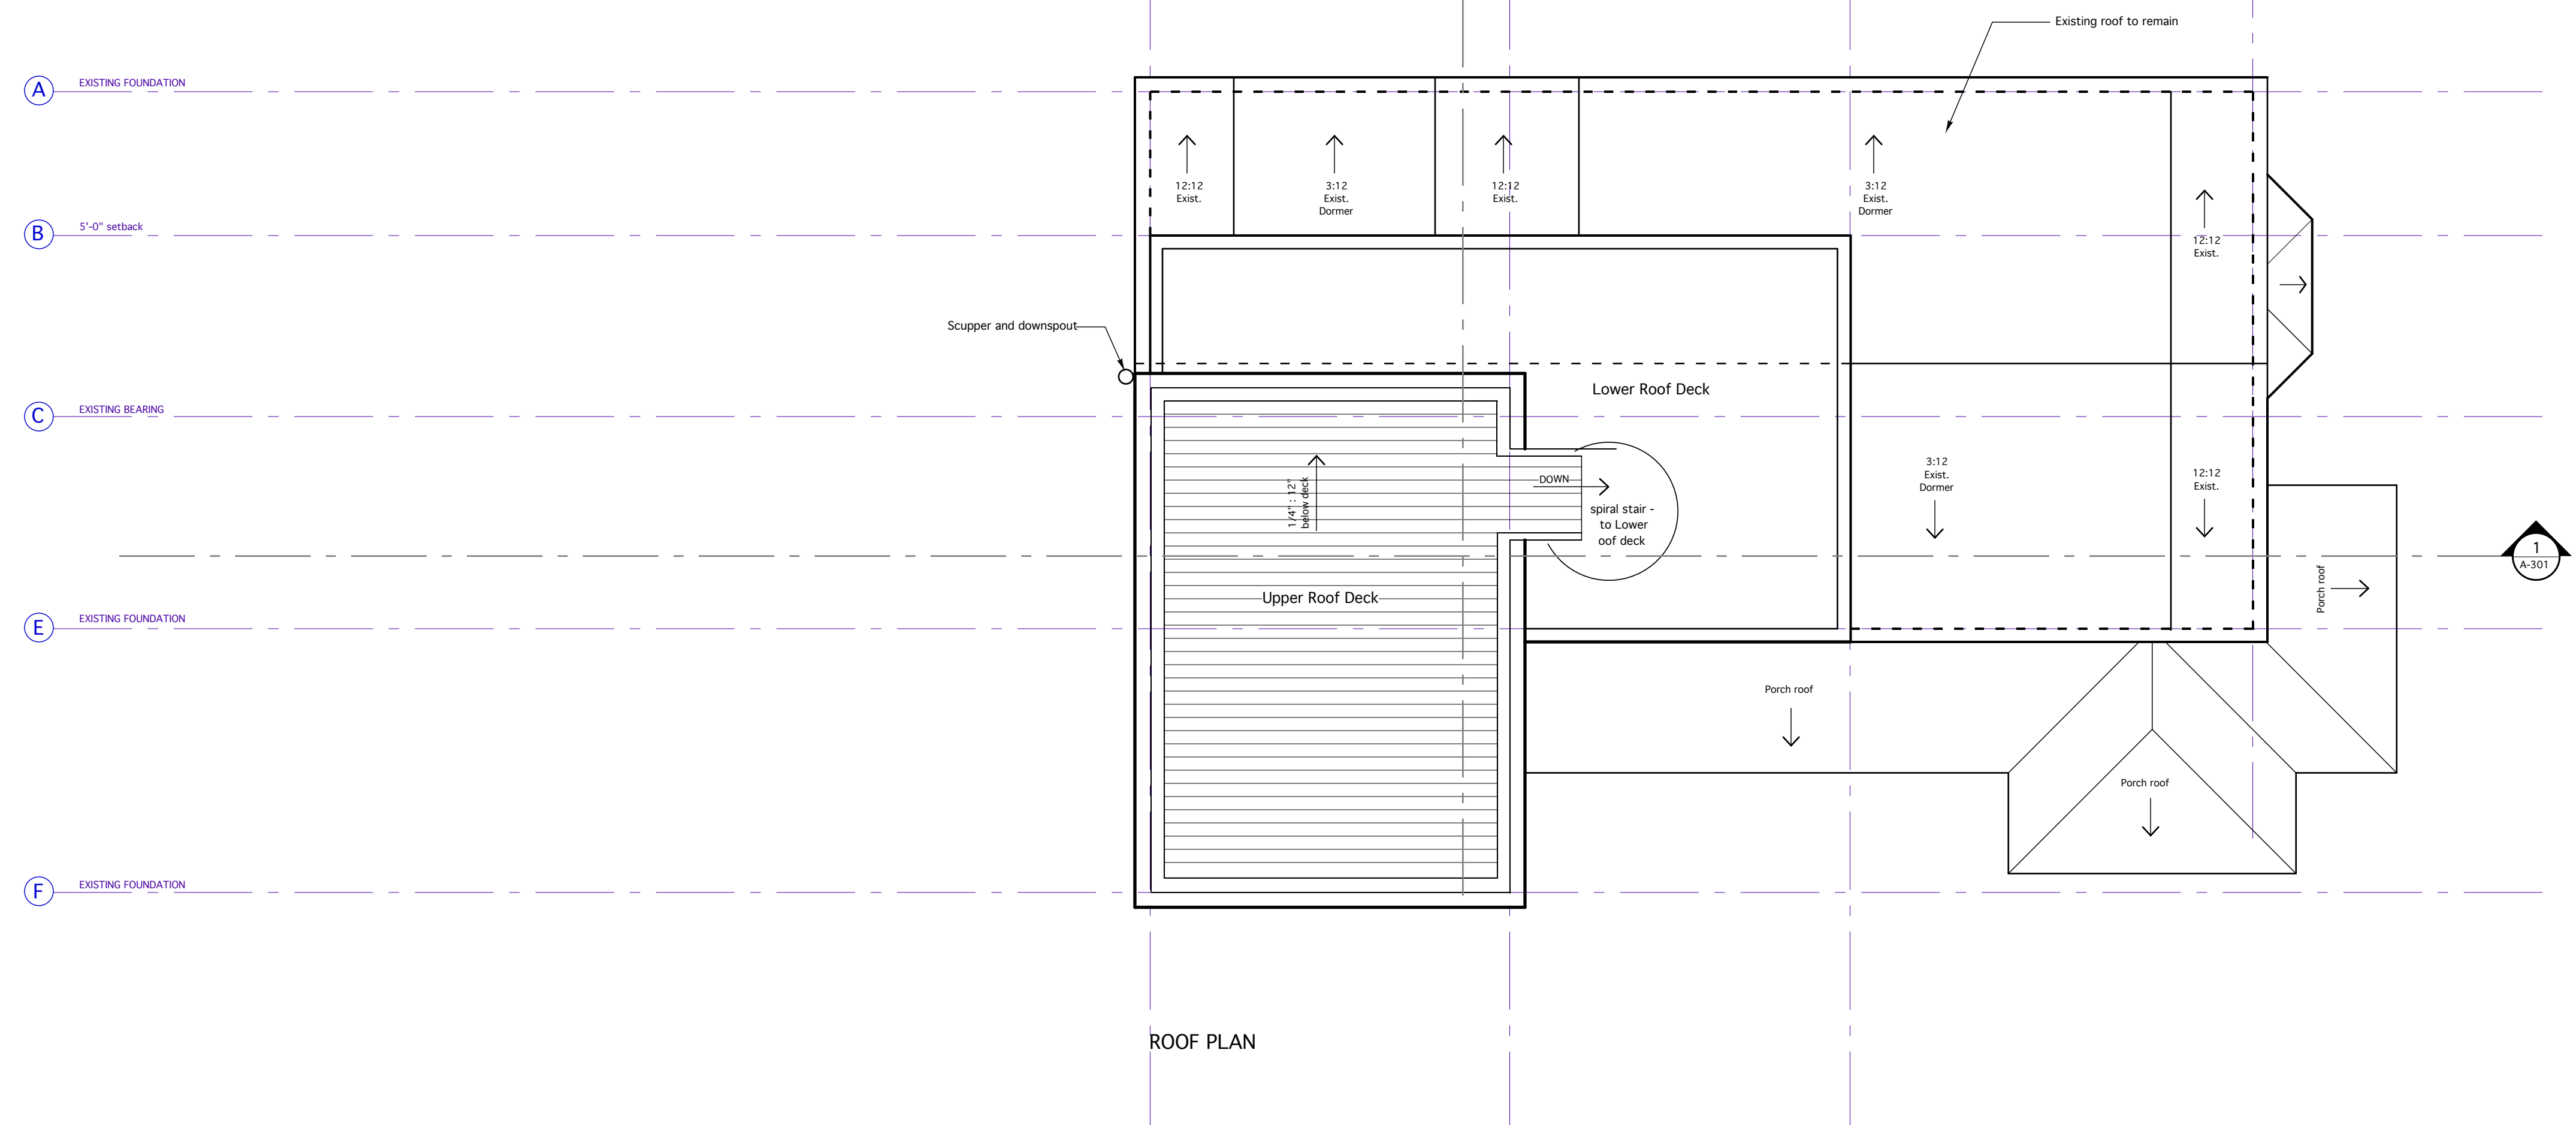 Existing roof to remain
A EXISTING FOUNDATION
12:12
Exist.
3:12
Exist.
Dormer
12:12
Exist.
3:12
Exist.
Dormer
B 5'-0" setback
12:12
Exist.
Scupper and downspout
Lower Roof Deck
C EXISTING BEARING
1/4" : 12"
below deck
DOWN
spiral stair -
to Lower
oof deck
3:12
Exist.
Dormer
12:12
Exist.
1
A-301
Porch roof
Upper Roof Deck
E EXISTING FOUNDATION
Porch roof
Porch roof
F EXISTING FOUNDATION
ROOF PLAN